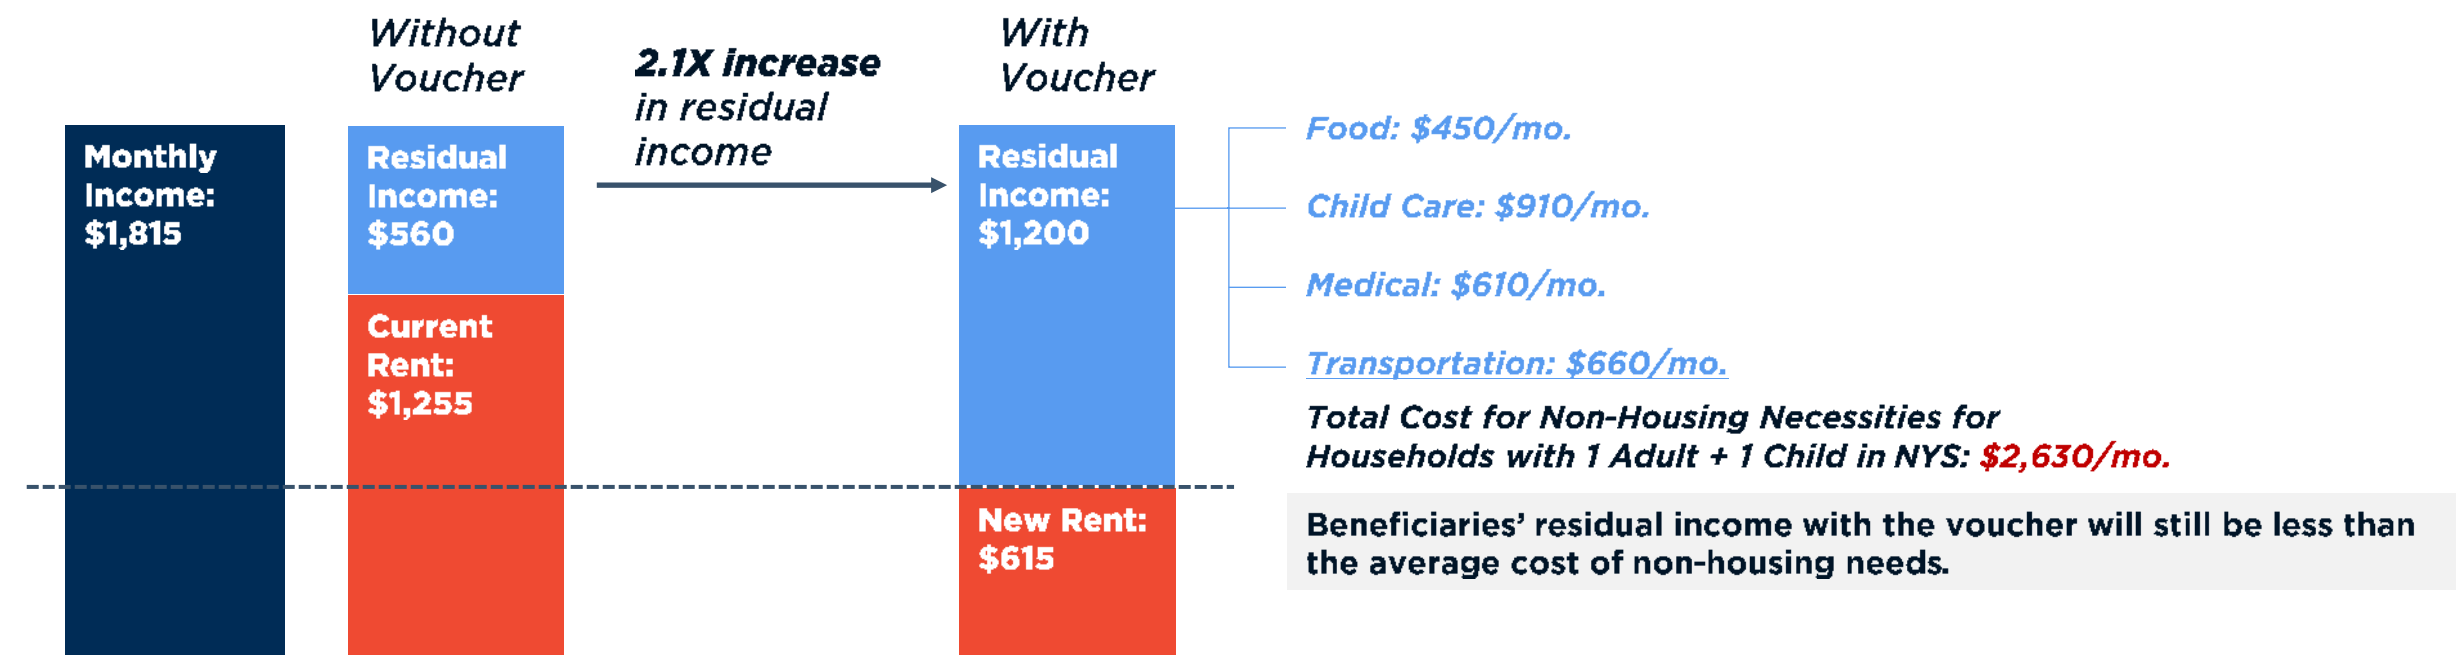 Without
Voucher
2.1X increase
in residual
income
With
Voucher
Monthly
Income:
$1,815
Residual
Income:
$560
Current
Rent:
$1,255
Residual
Income:
$1,200
New Rent:
$615
Food: $450/mo.
Child Care: $910/mo.
Medical: $610/mo.
Transportation: $660/mo.
Total Cost for Non-Housing Necessities for
Households with 1 Adult + 1 Child in NYS: $2,630/mo.
Beneficiaries’ residual income with the voucher will still be less than
the average cost of non-housing needs.